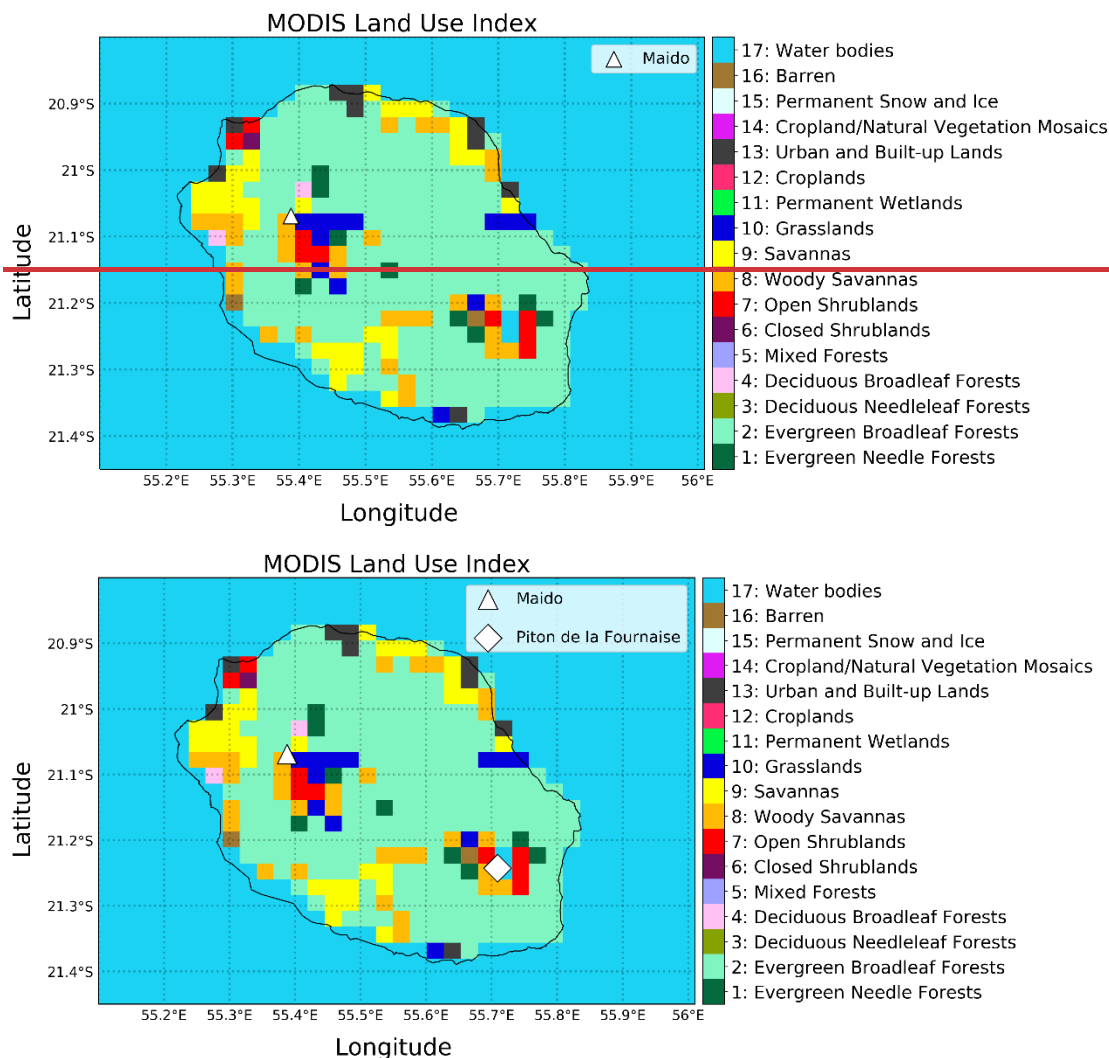 MODIS Land Use Index
Maido
17: Water bodies
16: Barren
15: Permanent Snow and Ice
14: Cropland/Natural Vegetation Mosaics
13: Urban and Built-up Lands
12: Croplands
11: Permanent Wetlands
10: Grasslands
9: Savannas
8: Woody Savannas
7: Open Shrublands
6: Closed Shrublands
5: Mixed Forests
4: Deciduous Broadleaf Forests
3: Deciduous Needleleaf Forests
2: Evergreen Broadleaf Forests
1: Evergreen Needle Forests
Latitude
20.9°S
21°S
21.1°S
21.2°S
21.3°S
21.4°S
55.2°E 55.3°E 55.4°E 55.5°E 55.6°E 55.7°E 55.8°E 55.9°E 56°E
Longitude
MODIS Land Use Index
Maido
Piton de la Fournaise
17: Water bodies
16: Barren
15: Permanent Snow and Ice
14: Cropland/Natural Vegetation Mosaics
13: Urban and Built-up Lands
12: Croplands
11: Permanent Wetlands
10: Grasslands
9: Savannas
8: Woody Savannas
7: Open Shrublands
6: Closed Shrublands
5: Mixed Forests
4: Deciduous Broadleaf Forests
3: Deciduous Needleleaf Forests
2: Evergreen Broadleaf Forests
1: Evergreen Needle Forests
Latitude
20.9°S
21°S
21.1°S
21.2°S
21.3°S
21.4°S
55.2°E 55.3°E 55.4°E 55.5°E 55.6°E 55.7°E 55.8°E 55.9°E 56°E
Longitude